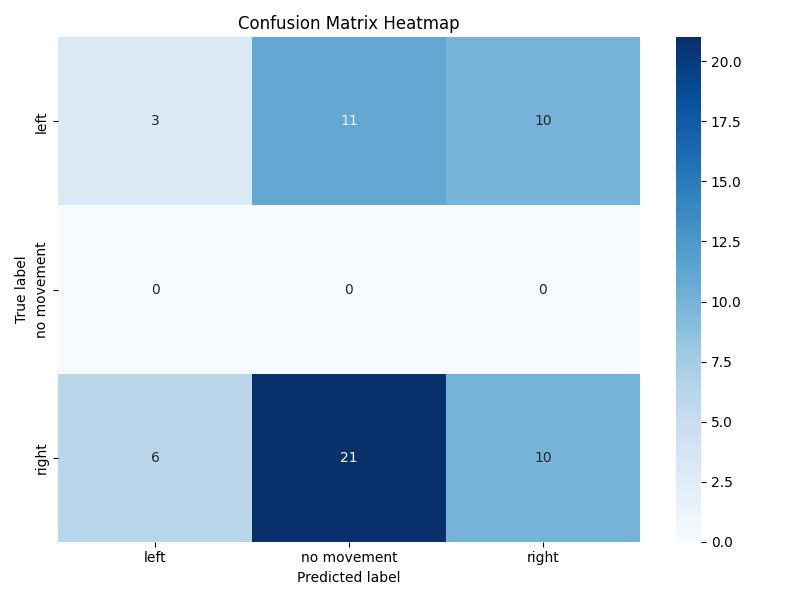 Confusion Matrix Heatmap
True label
left
no movement
right
3 11 10
0 0 0
6 21 10
left no movement right
Predicted label
20.0
17.5
15.0
12.5
10.0
7.5
5.0
2.5
0.0